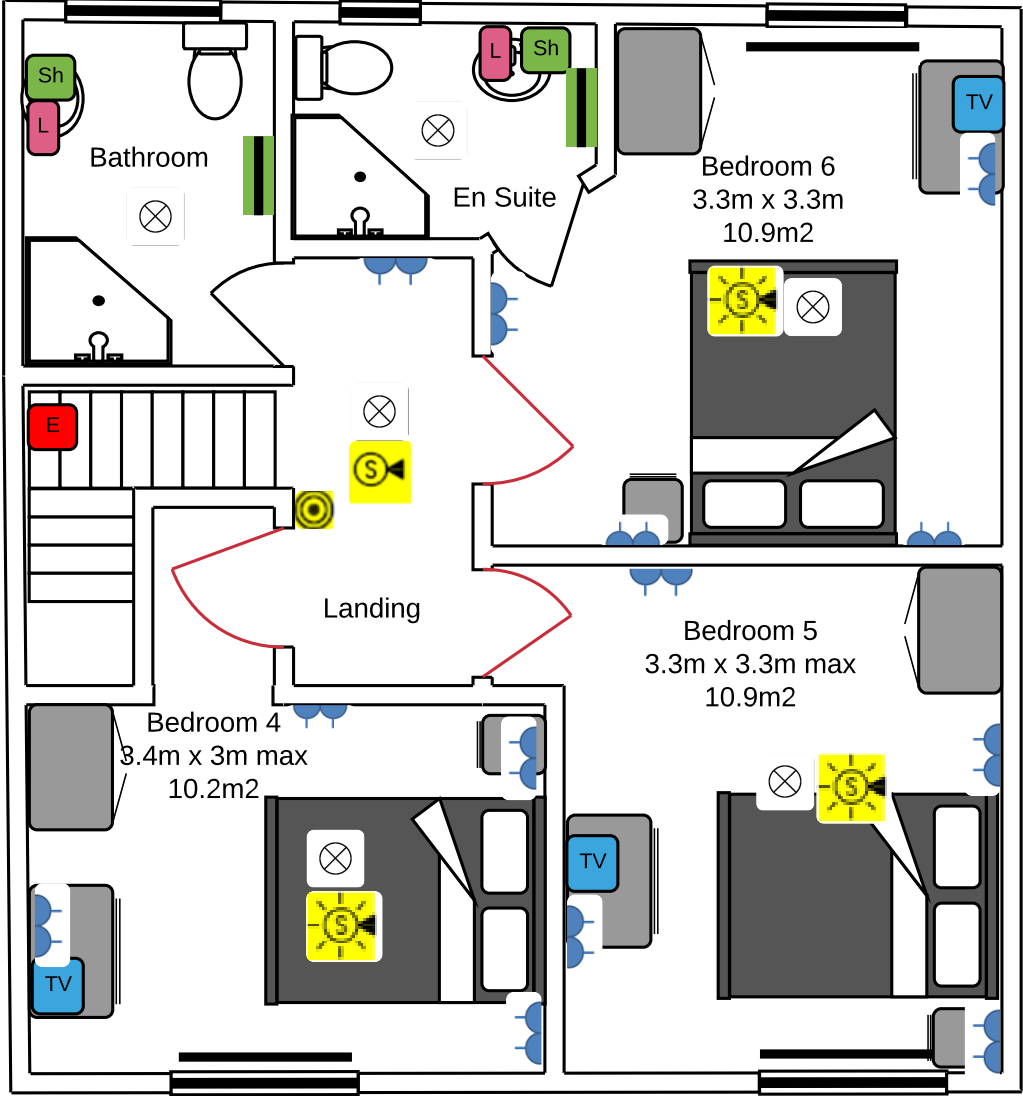 Sh
L
Bathroom
L
Sh
En Suite
TV
Bedroom 6
3.3m x 3.3m
10.9m2
S
E
S
Landing
Bedroom 5
3.3m x 3.3m max
10.9m2
Bedroom 4
3.4m x 3m max
10.2m2
S
TV
S
TV